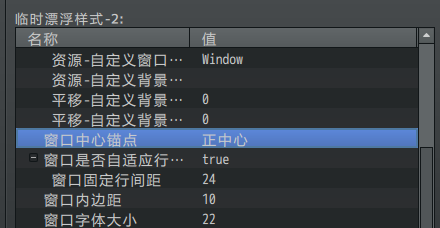 临时漂浮样式-2:
名称 值
资源-自定义窗口… Window
资源-自定义背景…
平移-自定义背景… 0
平移-自定义背景… 0
窗口中心锚点 正中心
窗口是否自适应行… true
窗口固定行间距 24
窗口内边距 10
窗口字体大小 22